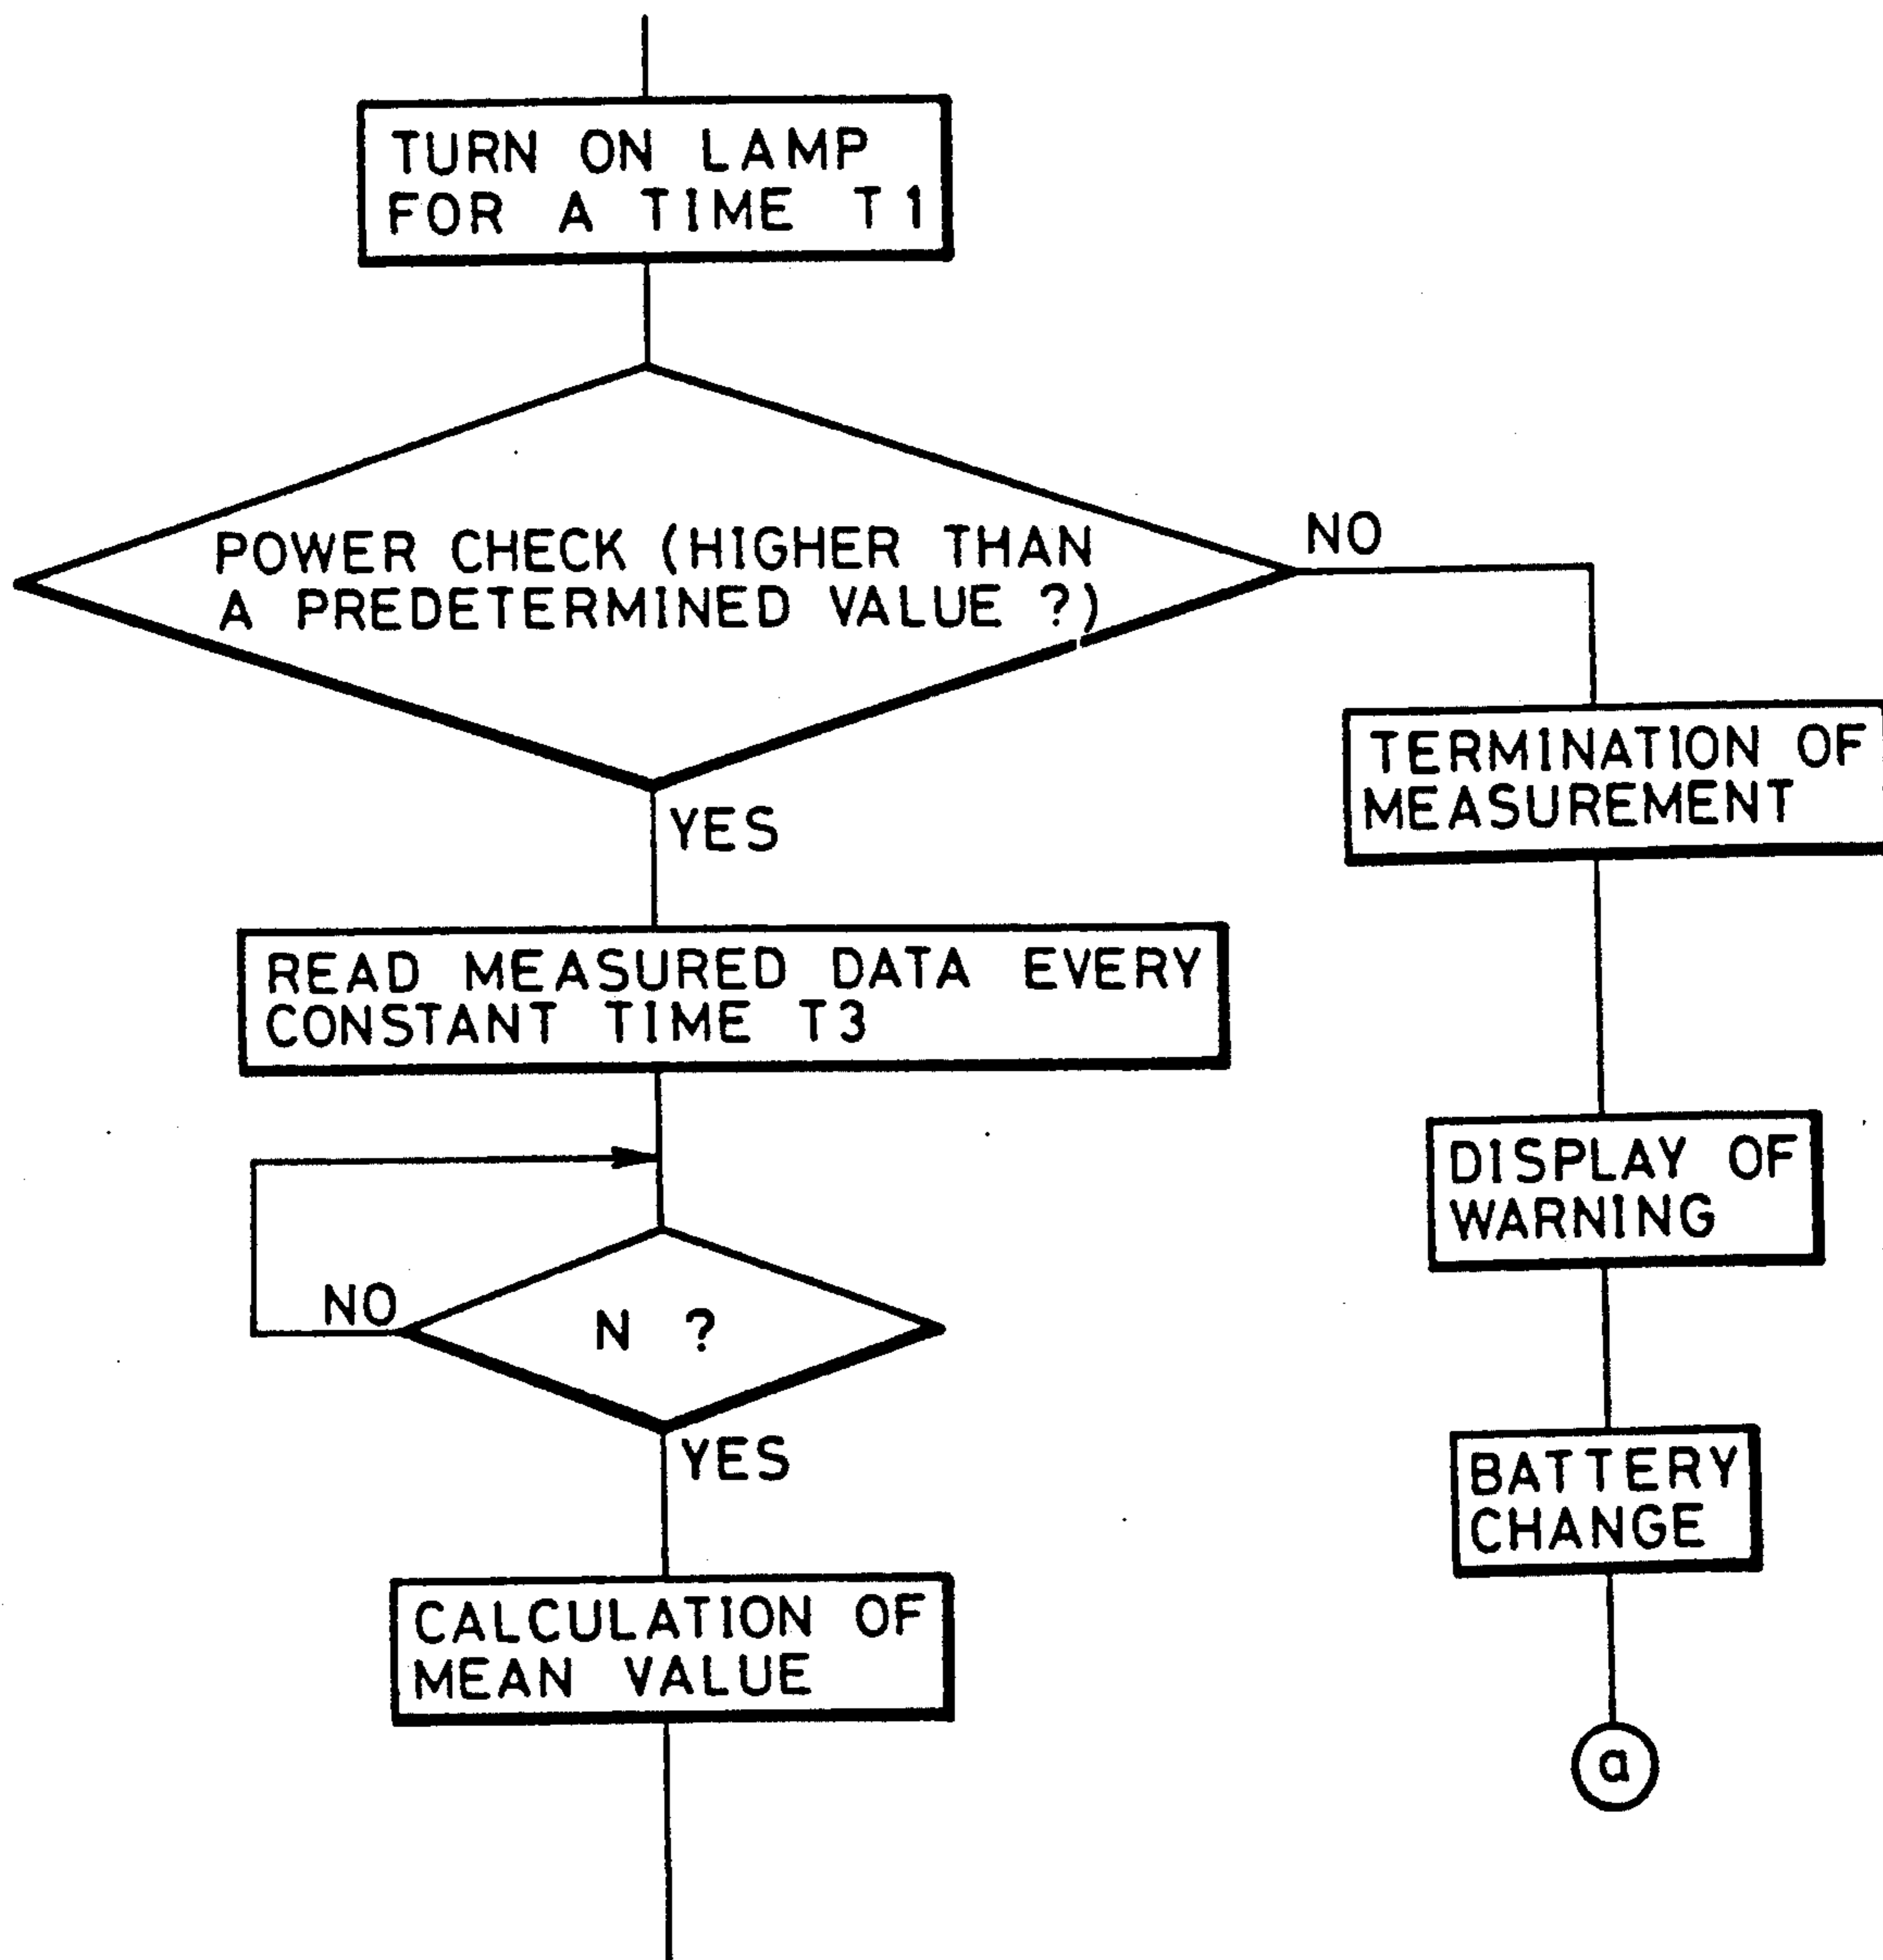 TURN ON LAMP
FOR A TIME T1
POWER CHECK (HIGHER THAN
A PREDETERMINED VALUE ?)
NO
YES
TERMINATION OF
MEASUREMENT
READ MEASURED DATA EVERY
CONSTANT TIME T3
DISPLAY OF
WARNING
N ?
NO
YES
BATTERY
CHANGE
CALCULATION OF
MEAN VALUE
a